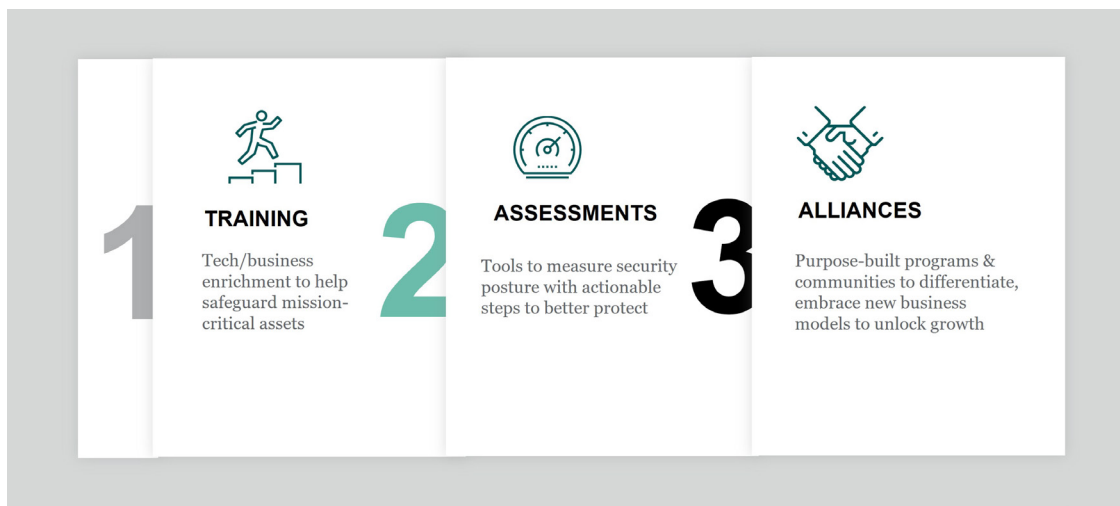 1
TRAINING
Tech/business
enrichment to help
safeguard mission-
critical assets
2
ASSESSMENTS
Tools to measure security
posture with actionable
steps to better protect
3
ALLIANCES
Purpose-built programs &
communities to differentiate,
embrace new business
models to unlock growth